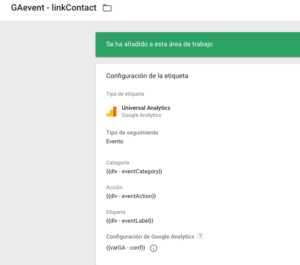 GAevent - linkContact
Se ha añadido a esta área de trabajo
Configuración de la etiqueta
Tipo de etiqueta
Universal Analytics
Google Analytics
Tipo de seguimiento
Evento
Categoría
{{dlv - eventCategory}}
Acción
{{dlv - eventAction}}
Etiqueta
{{dlv - eventLabel}}
Configuración de Google Analytics ?
{{varGA - conf}}